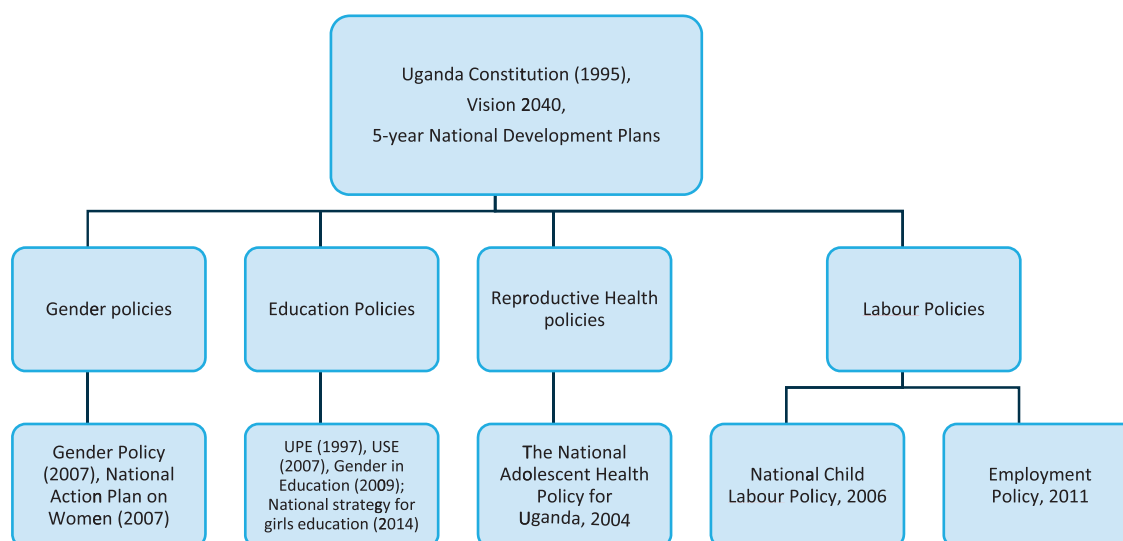 Uganda Constitution (1995),
Vision 2040,
5-year National Development Plans
Gender policies
Education Policies
Reproductive Health
policies
Labour Policies
Gender Policy
(2007), National
Action Plan on
Women (2007)
UPE (1997), USE
(2007), Gender in
Education (2009);
National strategy for
girls education (2014)
The National
Adolescent Health
Policy for
Uganda, 2004
National Child
Labour Policy, 2006
Employment
Policy, 2011